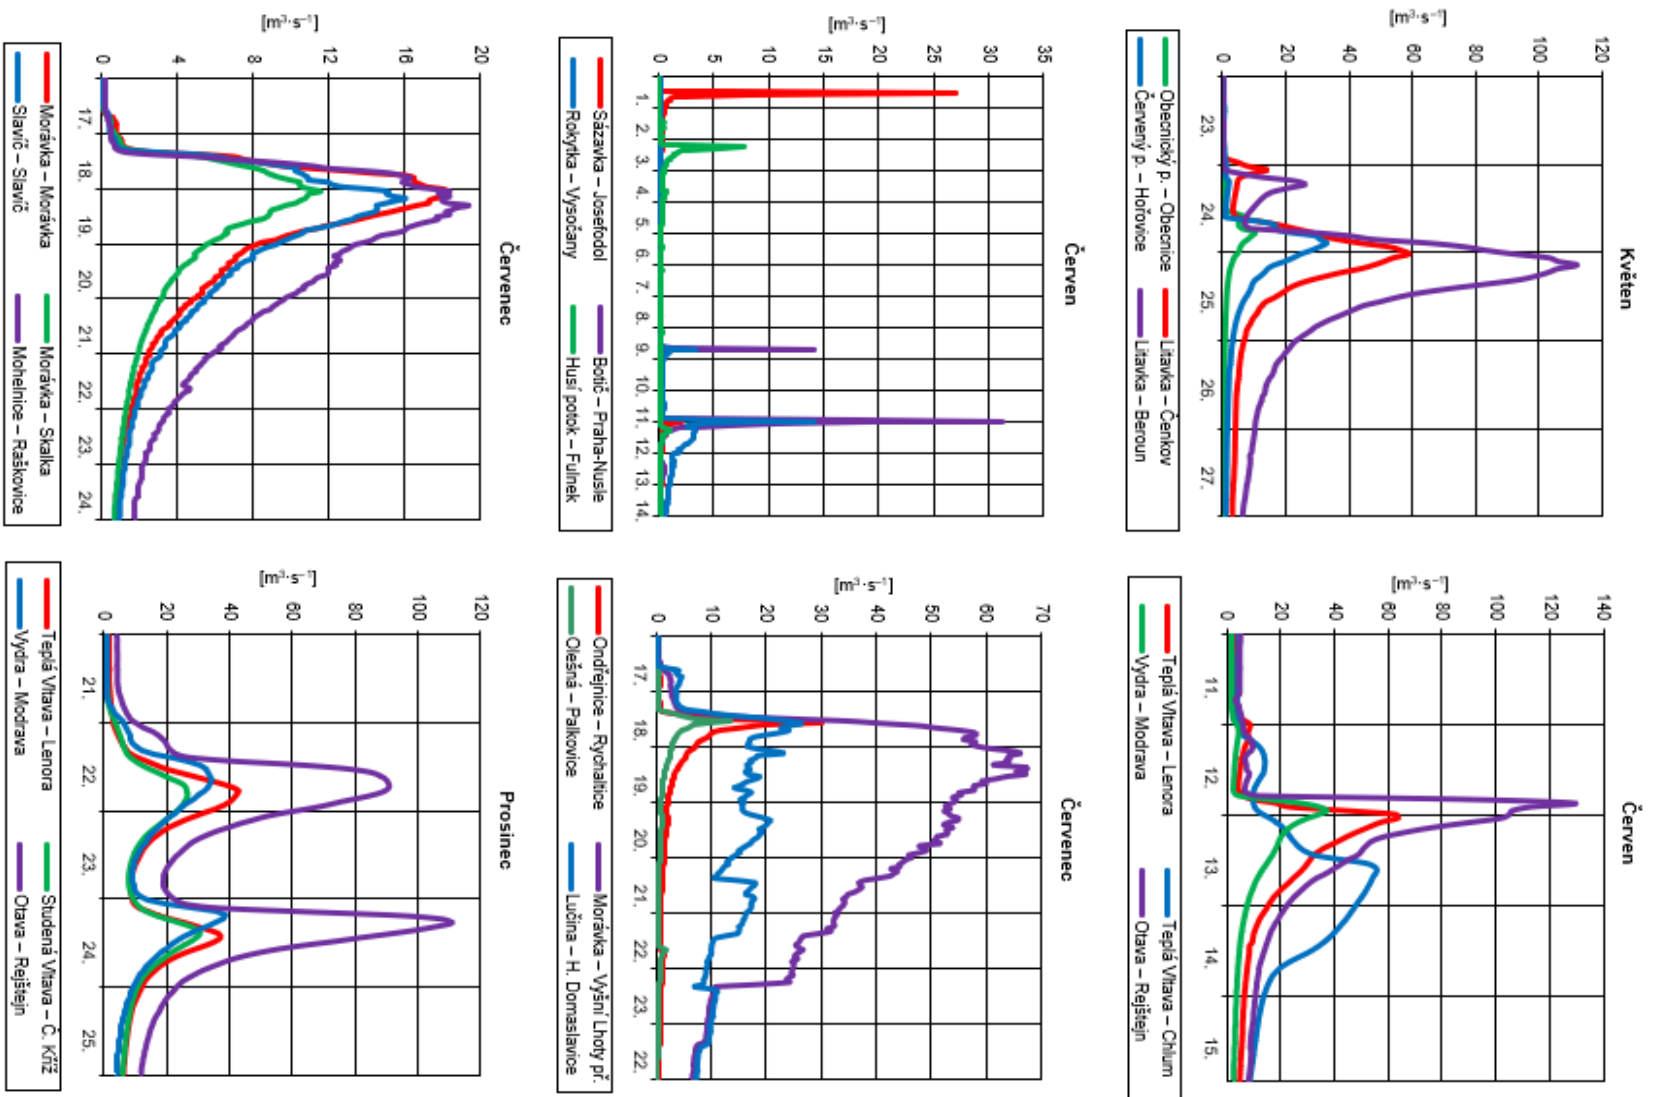 Květen
[m³·s⁻¹]
120
100
80
60
40
20
0
23. 24. 25. 26. 27.
Obecnický p. – Obecnice Litavka – Čenkov
Červený p. – Hořovice Litavka – Beroun
Červen
[m³·s⁻¹]
140
120
100
80
60
40
20
0
11. 12. 13. 14. 15.
Teplá Vltava – Lenora Teplá Vltava – Chlum
Vydra – Modrava Otava – Rejštejn
Červen
[m³·s⁻¹]
35
30
25
20
15
10
5
0
1. 2. 3. 4. 5. 6. 7. 8. 9. 10. 11. 12. 13. 14.
Sázavka – Josefodol Botič – Praha-Nusle
Rokytka – Vysočany Husí potok – Fulnek
Červenec
[m³·s⁻¹]
70
60
50
40
30
20
10
0
17. 18. 19. 20. 21. 22. 23. 22.
Ondřejnice – Rychaltice Morávka – Vyšní Lhoty př.
Olešná – Palkovice Lučina – H. Domaslavice
Červenec
[m³·s⁻¹]
20
16
12
8
4
0
17. 18. 19. 20. 21. 22. 23. 24.
Morávka – Morávka Morávka – Skalka
Slavíč – Slavíč Mohelnice – Raškovice
Prosinec
[m³·s⁻¹]
120
100
80
60
40
20
0
21. 22. 23. 24. 25.
Teplá Vltava – Lenora Studená Vltava – Č. Kříž
Vydra – Modrava Otava – Rejštejn